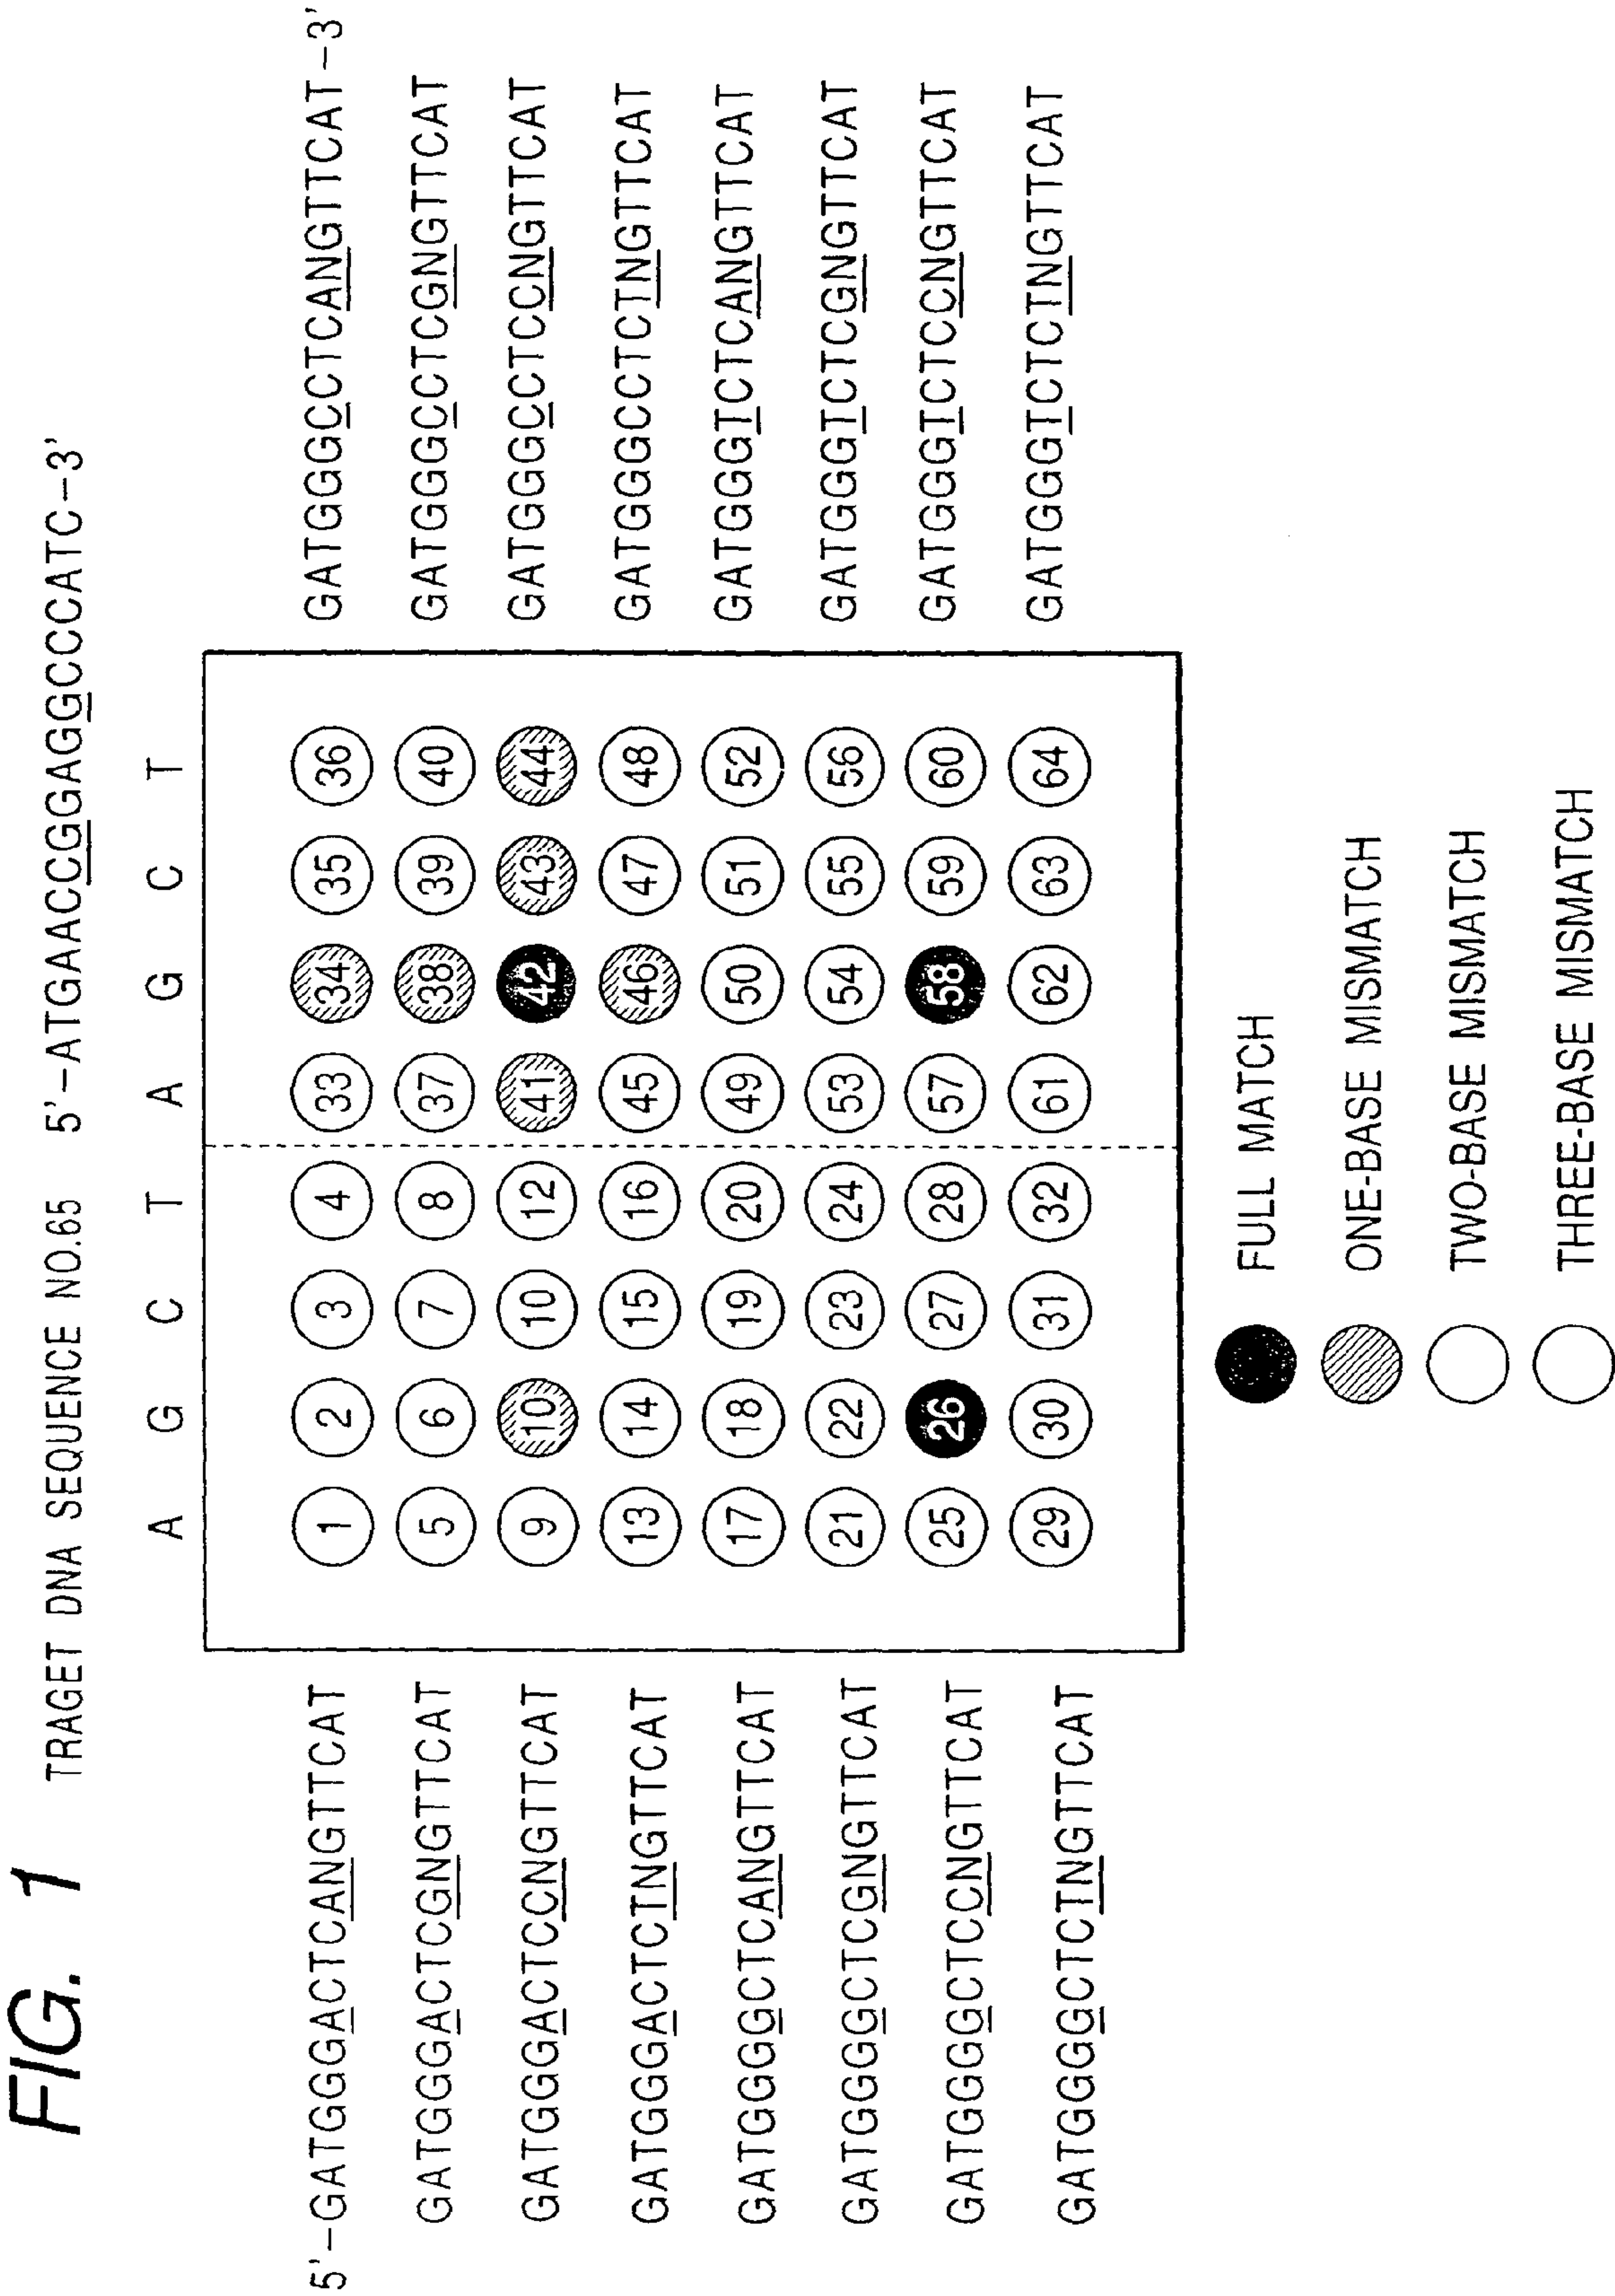 FIG. 1
TRAGET DNA SEQUENCE NO.65 5'-ATGAACCGGAGGCCCATC-3'
A G C T A G C T
5'-GATGGGACTCANGTTCAT 1 2 3 4 33 34 35 36 GATGGGCCTCANGTTCAT-3'
GATGGGACTCGNGTTCAT 5 6 7 8 37 38 39 40 GATGGGCCTCGNGTTCAT
GATGGGACTCCNGTTCAT 9 10 10 12 41 42 43 44 GATGGGCCTCCNGTTCAT
GATGGGACTCTNGTTCAT 13 14 15 16 45 46 47 48 GATGGGCCTCTNGTTCAT
GATGGGGCTCANGTTCAT 17 18 19 20 49 50 51 52 GATGGGTCTCANGTTCAT
GATGGGGCTCGNGTTCAT 21 22 23 24 53 54 55 56 GATGGGTCTCGNGTTCAT
GATGGGGCTCCNGTTCAT 25 26 27 28 57 58 59 60 GATGGGTCTCCNGTTCAT
GATGGGGCTCTNGTTCAT 29 30 31 32 61 62 63 64 GATGGGTCTCTNGTTCAT
FULL MATCH
ONE-BASE MISMATCH
TWO-BASE MISMATCH
THREE-BASE MISMATCH